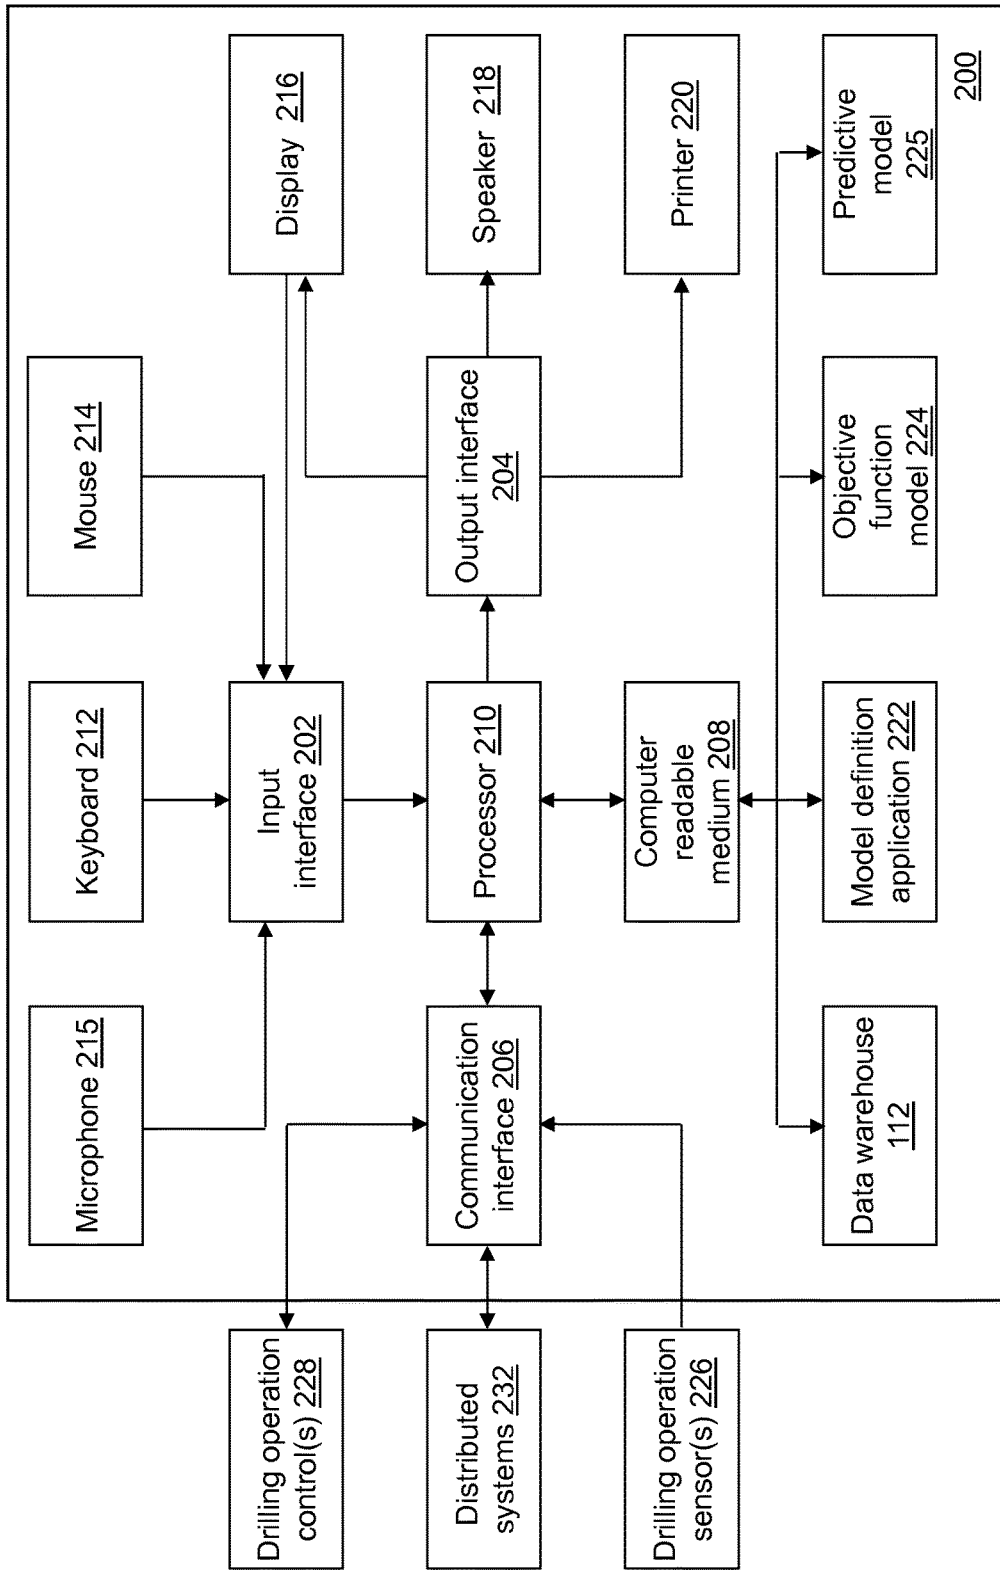 Microphone 215
Keyboard 212
Mouse 214
Drilling operation
control(s) 228
Input
interface 202
Display 216
Distributed
systems 232
Communication
interface 206
Processor 210
Output interface
204
Speaker 218
Drilling operation
sensor(s) 226
Computer
readable
medium 208
Printer 220
Data warehouse
112
Model definition
application 222
Objective
function
model 224
Predictive
model
225
200